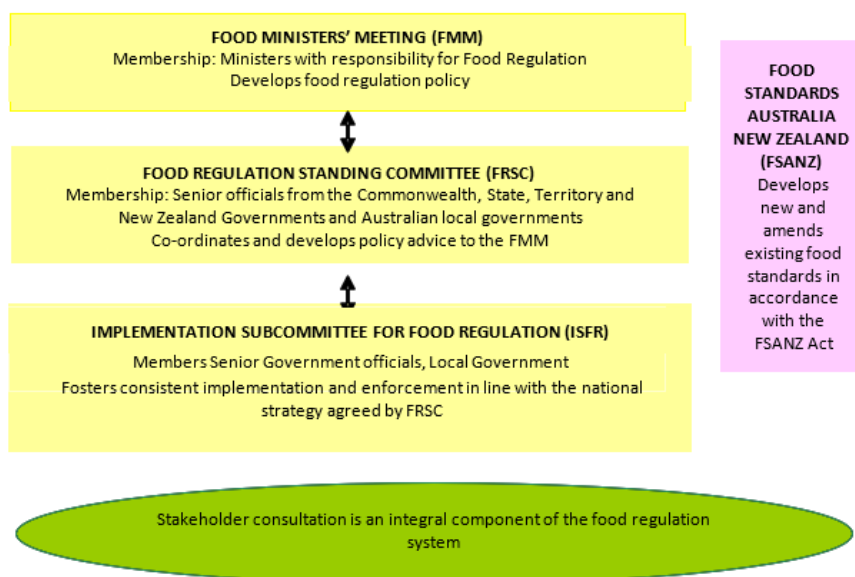 FOOD MINISTERS' MEETING (FMM)
Membership: Ministers with responsibility for Food Regulation
Develops food regulation policy
FOOD REGULATION STANDING COMMITTEE (FRSC)
Membership: Senior officials from the Commonwealth, State, Territory and
New Zealand Governments and Australian local governments
Co-ordinates and develops policy advice to the FMM
IMPLEMENTATION SUBCOMMITTEE FOR FOOD REGULATION (ISFR)
Members Senior Government officials, Local Government
Fosters consistent implementation and enforcement in line with the national
strategy agreed by FRSC
FOOD
STANDARDS
AUSTRALIA
NEW ZEALAND
(FSANZ)
Develops
new and
amends
existing food
standards in
accordance
with the
FSANZ Act
Stakeholder consultation is an integral component of the food regulation
system